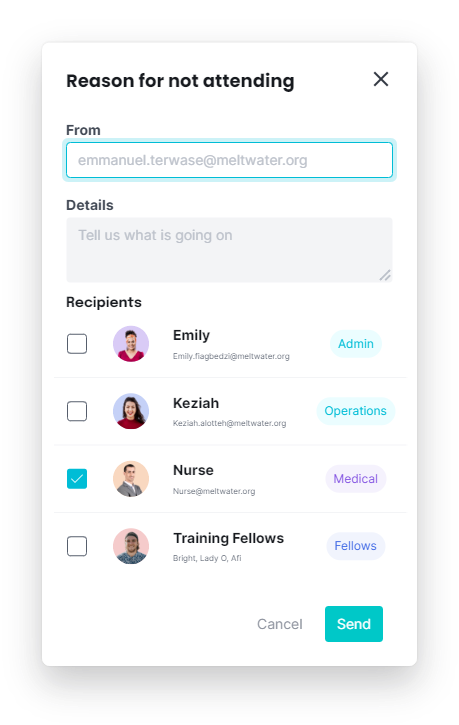 Reason for not attending
From
emmanuel.terwase@meltwater.org
Details
Tell us what is going on
Recipients
Emily
Emily.fiagbedzi@meltwater.org
Admin
Keziah
Keziah.alotteh@meltwater.org
Operations
Nurse
Nurse@meltwater.org
Medical
Training Fellows
Bright, Lady O, Afi
Fellows
Cancel
Send